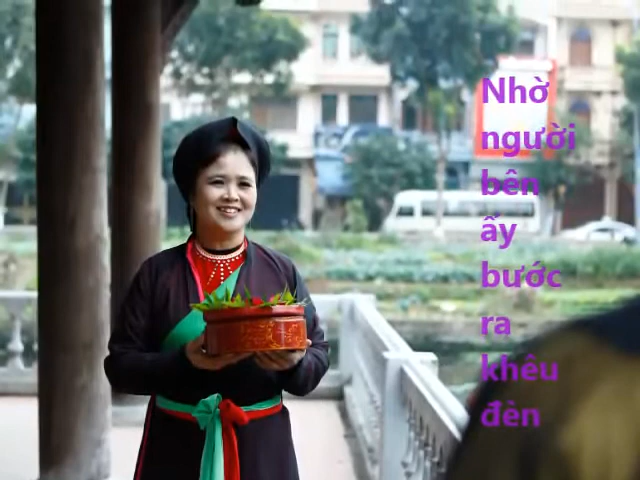 Nhờ
người
bên
ấy
bước
ra
khêu
đèn